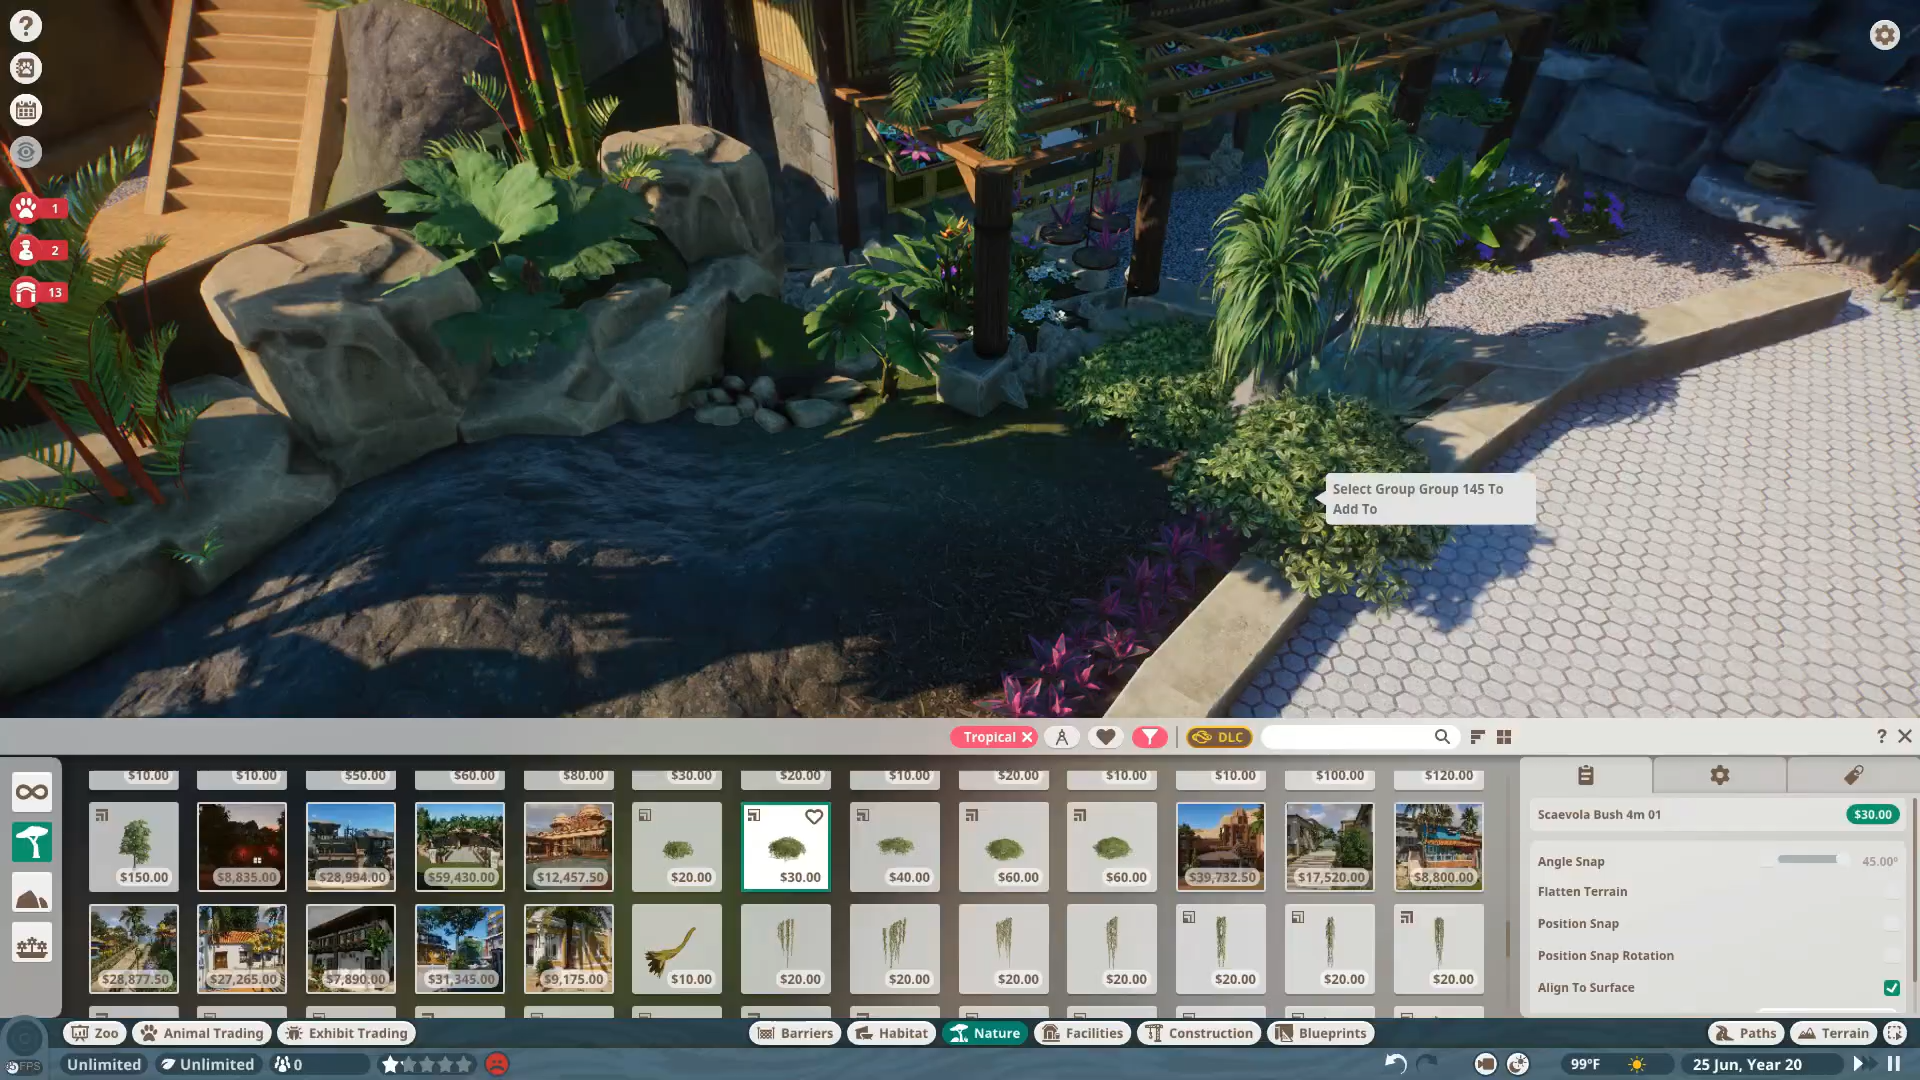 ?
1
2
13
Select Group Group 145 To
Add To
Tropical
DLC
?
$10.00 $10.00 $50.00 $60.00 $80.00 $30.00 $20.00 $10.00 $20.00 $10.00 $10.00 $100.00 $120.00
$150.00 $8,835.00 $28,994.00 $59,430.00 $12,457.50 $20.00 $30.00 $40.00 $60.00 $60.00 $39,732.50 $17,520.00 $8,800.00
$28,877.50 $27,265.00 $7,890.00 $31,345.00 $9,175.00 $10.00 $20.00 $20.00 $20.00 $20.00 $20.00 $20.00 $20.00
Scaevola Bush 4m 01 $30.00
Angle Snap 45.00°
Flatten Terrain
Position Snap
Position Snap Rotation
Align To Surface
Zoo Animal Trading Exhibit Trading Barriers Habitat Nature Facilities Construction Blueprints Paths Terrain
FPS Unlimited Unlimited 0 99°F 25 Jun, Year 20